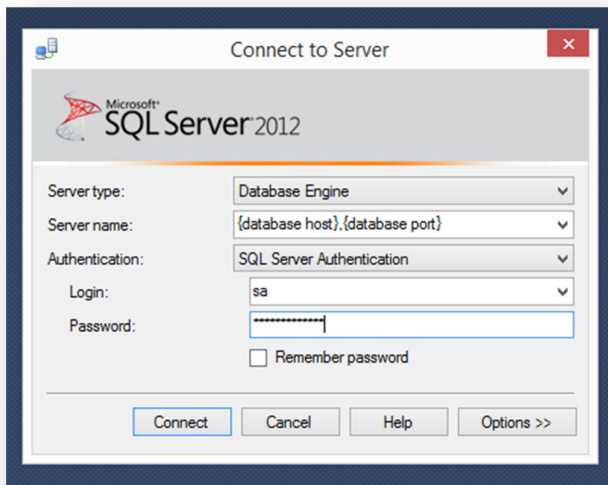 Connect to Server
Microsoft®
SQL Server® 2012
Server type: Database Engine
Server name: {database host},{database port}
Authentication: SQL Server Authentication
Login: sa
Password: *************
Remember password
Connect Cancel Help Options >>